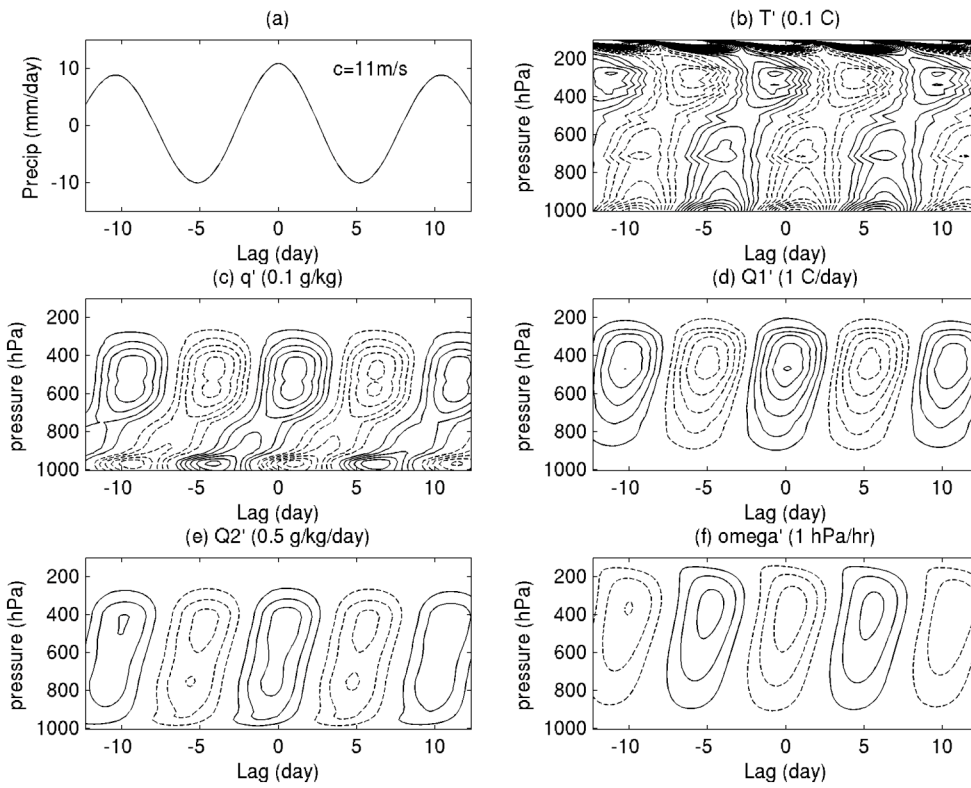 (a)
c=11m/s
Precip (mm/day)
10
0
-10
-10 -5 0 5 10
Lag (day)
(b) T' (0.1 C)
pressure (hPa)
200
400
600
800
1000
-10 -5 0 5 10
Lag (day)
(c) q' (0.1 g/kg)
pressure (hPa)
200
400
600
800
1000
-10 -5 0 5 10
Lag (day)
(d) Q1' (1 C/day)
pressure (hPa)
200
400
600
800
1000
-10 -5 0 5 10
Lag (day)
(e) Q2' (0.5 g/kg/day)
pressure (hPa)
200
400
600
800
1000
-10 -5 0 5 10
Lag (day)
(f) omega' (1 hPa/hr)
pressure (hPa)
200
400
600
800
1000
-10 -5 0 5 10
Lag (day)